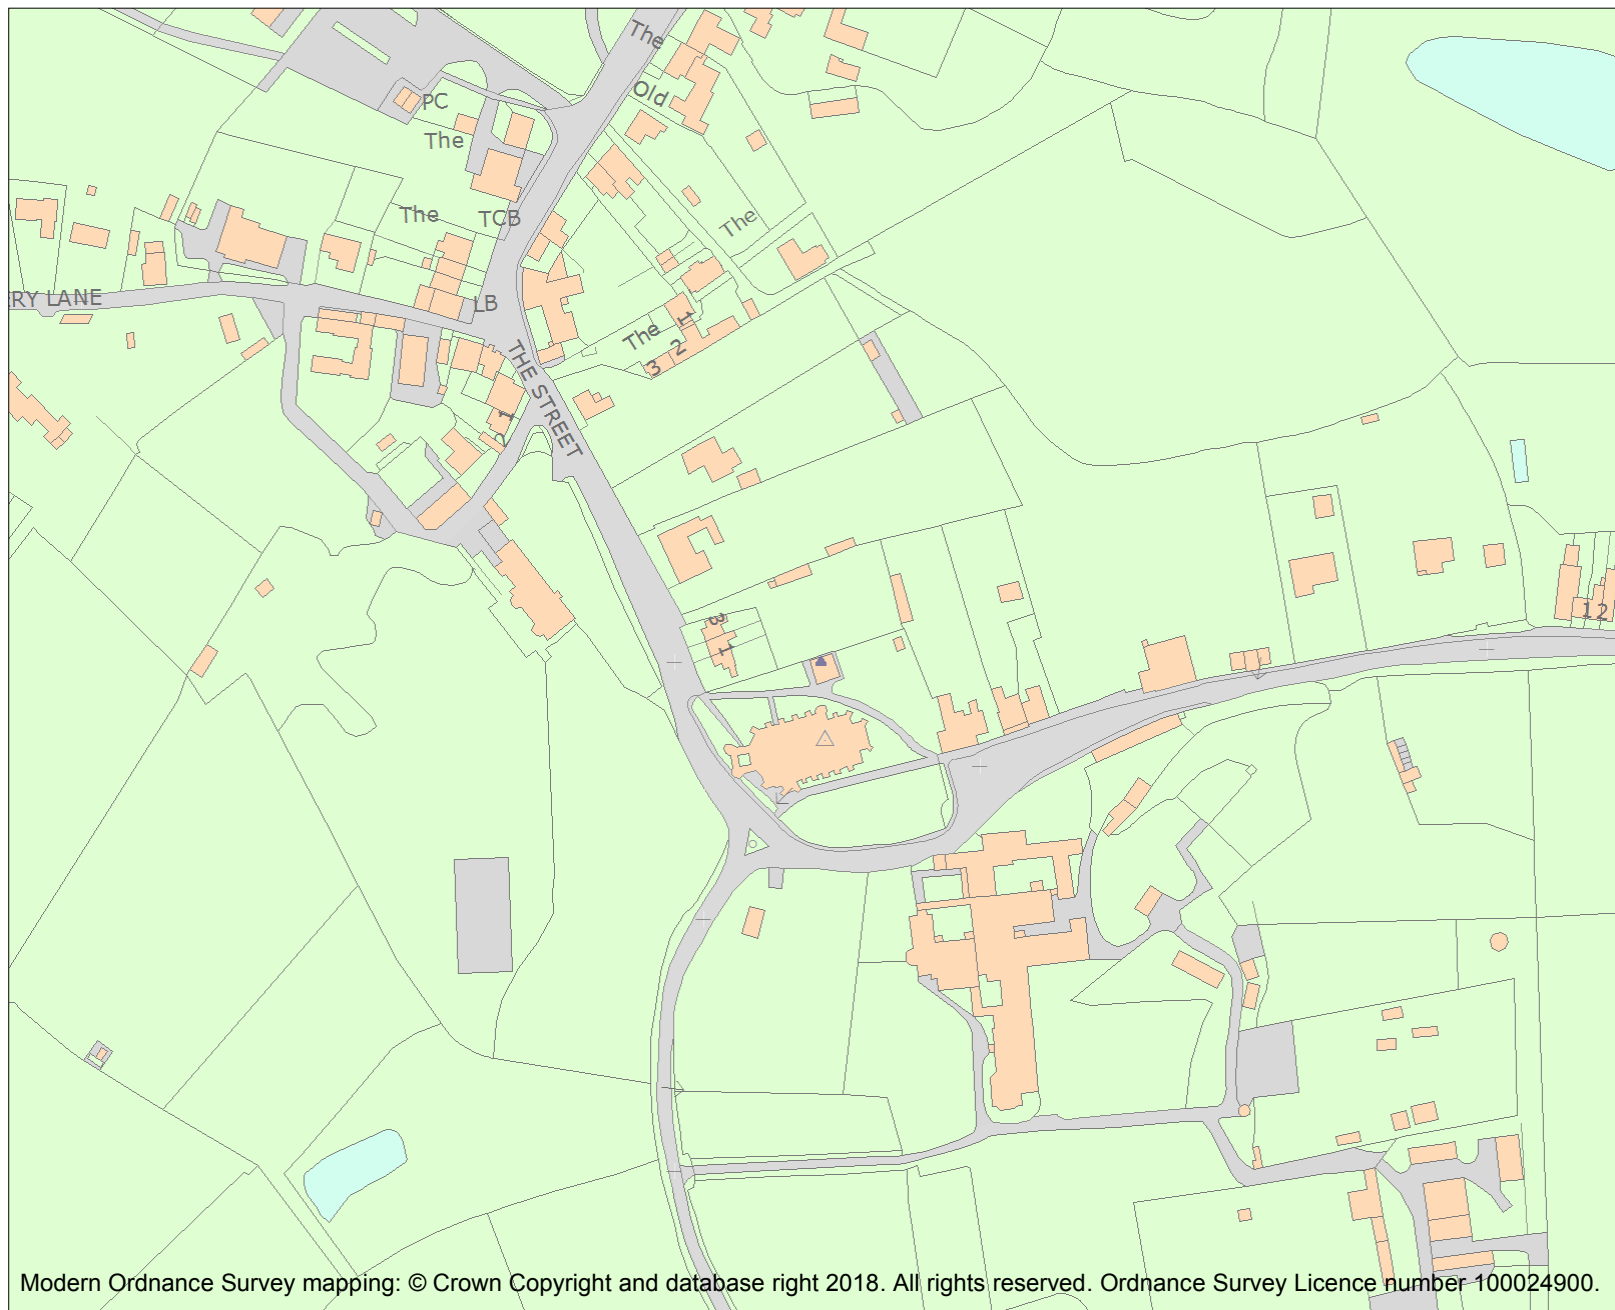 The
Old
PC
The
The
TCB
The
ERY LANE
LB
The
1
2
3
THE STREET
1
2
3
1
1 2
Modern Ordnance Survey mapping: © Crown Copyright and database right 2018. All rights reserved. Ordnance Survey Licence number 100024900.